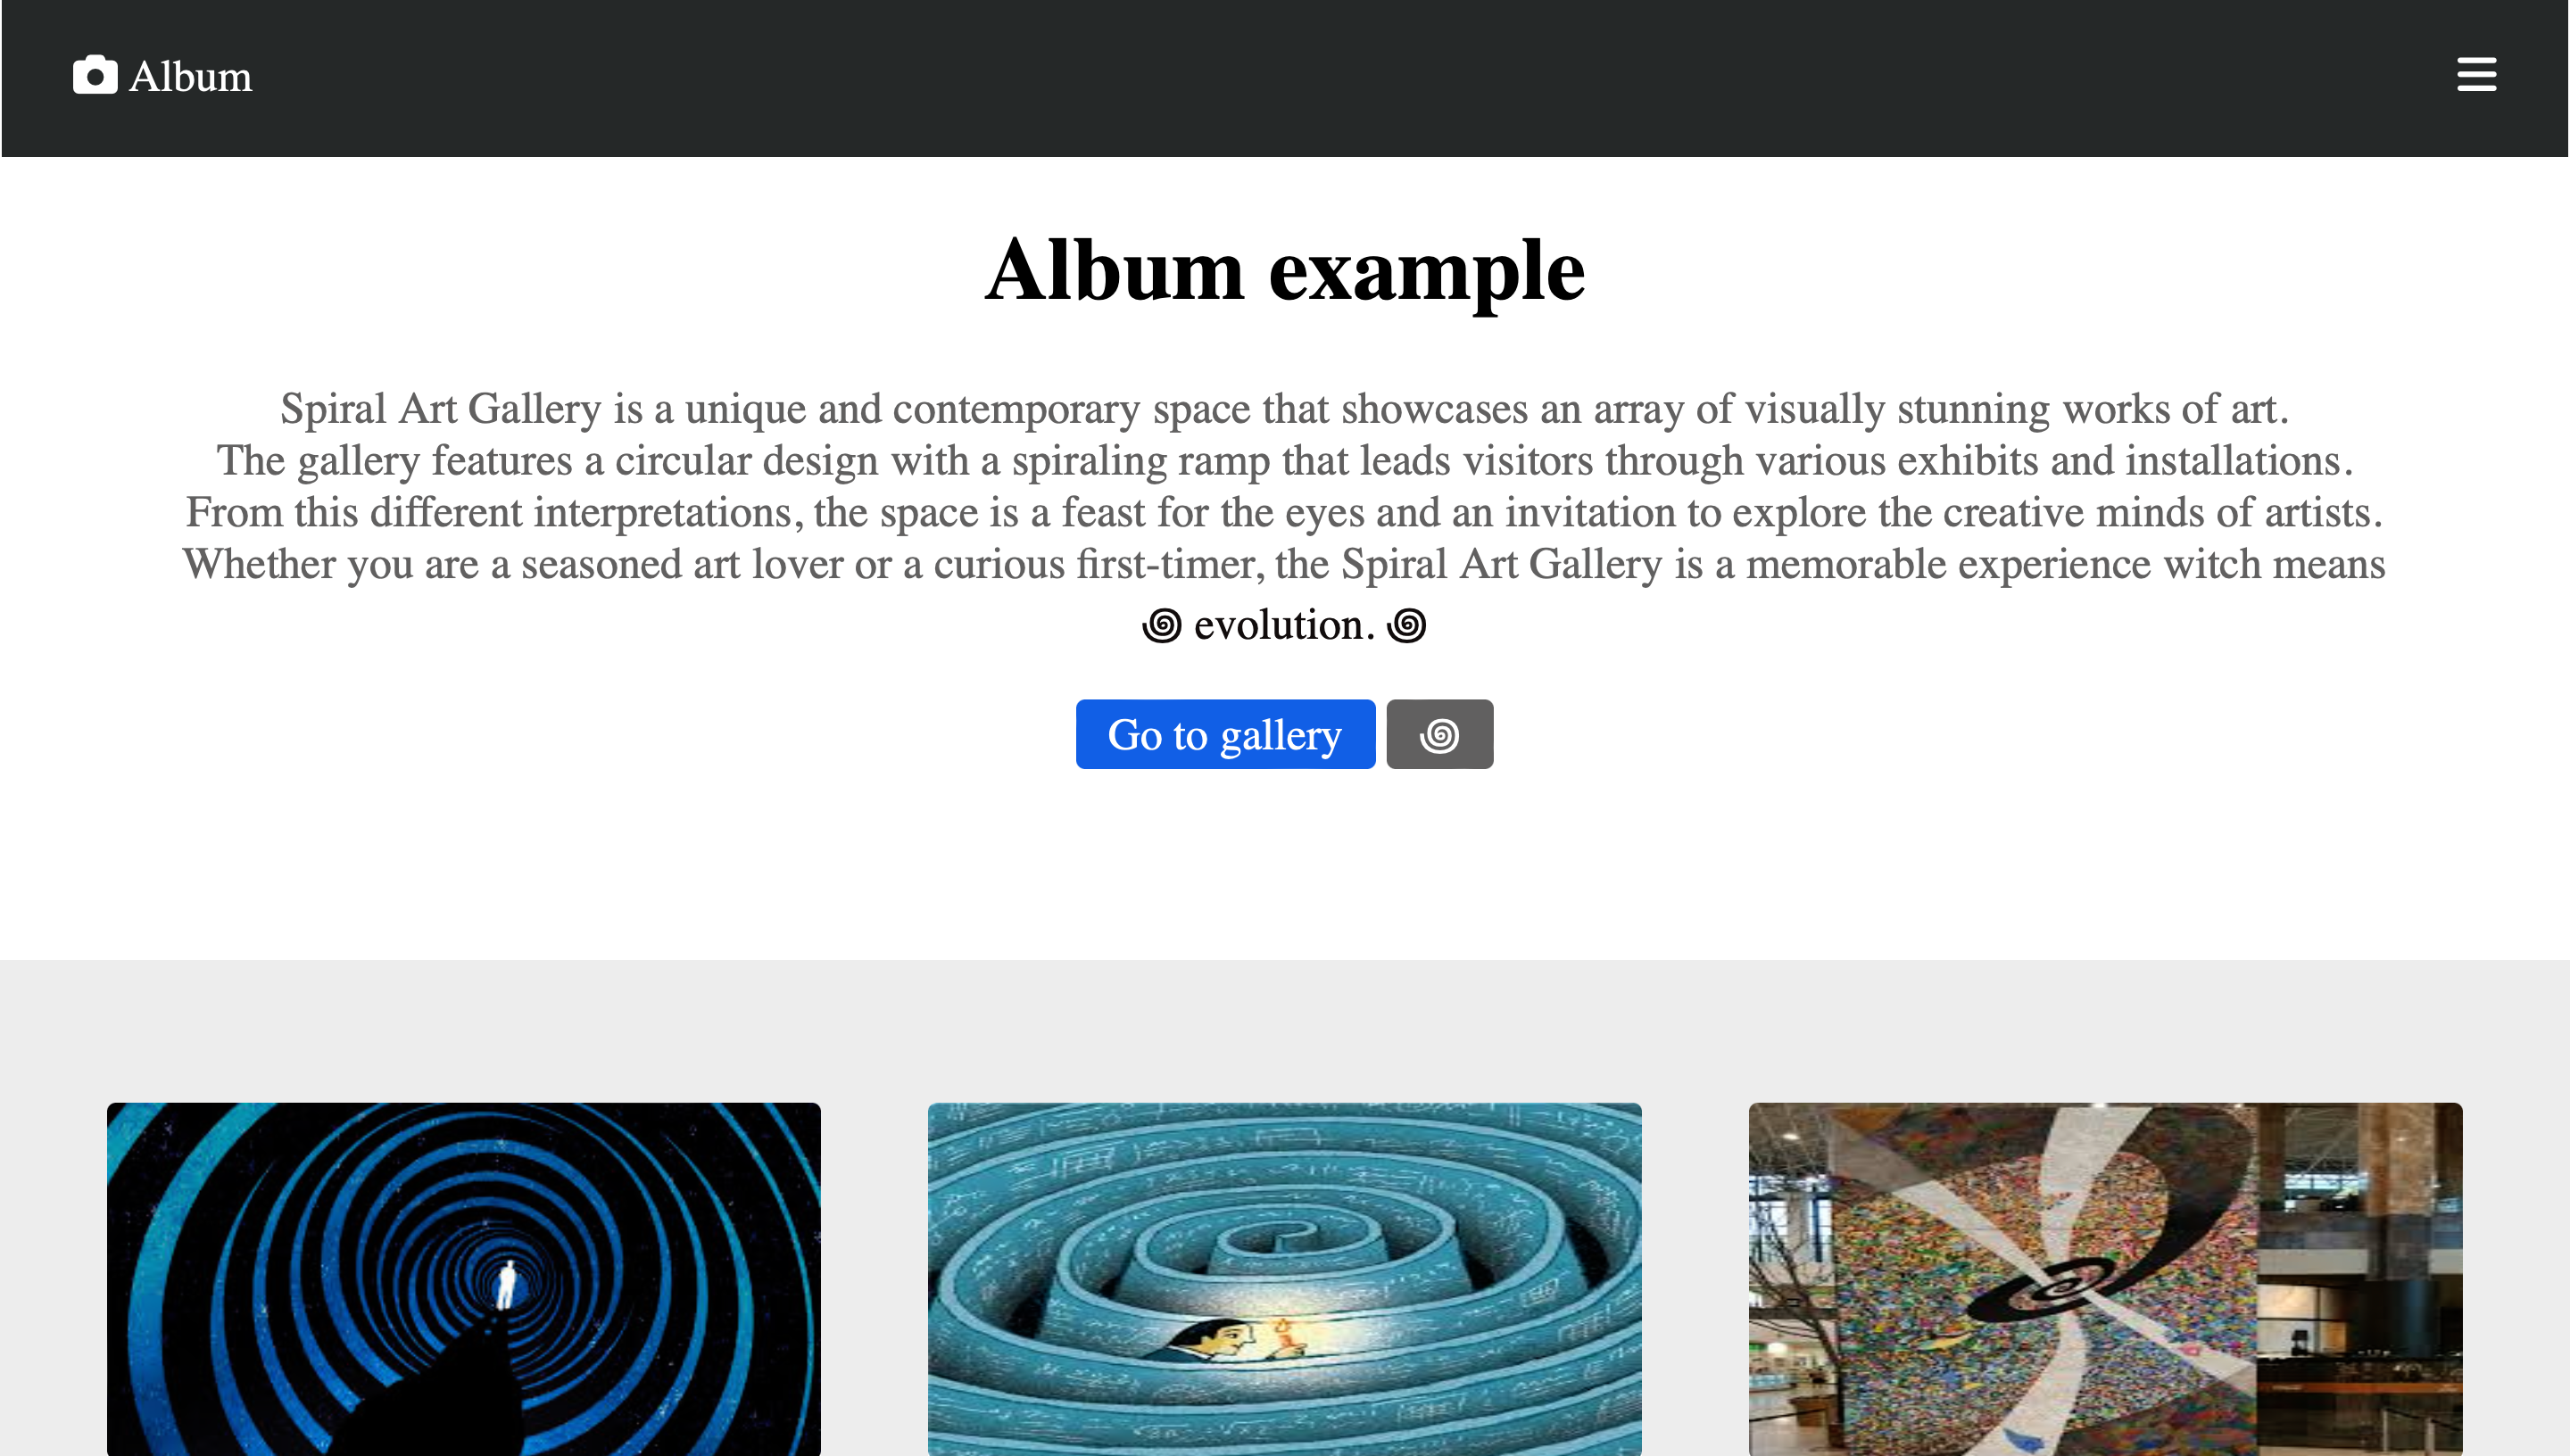 Album
Album example
Spiral Art Gallery is a unique and contemporary space that showcases an array of visually stunning works of art.
The gallery features a circular design with a spiraling ramp that leads visitors through various exhibits and installations.
From this different interpretations, the space is a feast for the eyes and an invitation to explore the creative minds of artists.
Whether you are a seasoned art lover or a curious first-timer, the Spiral Art Gallery is a memorable experience witch means
evolution.
Go to gallery